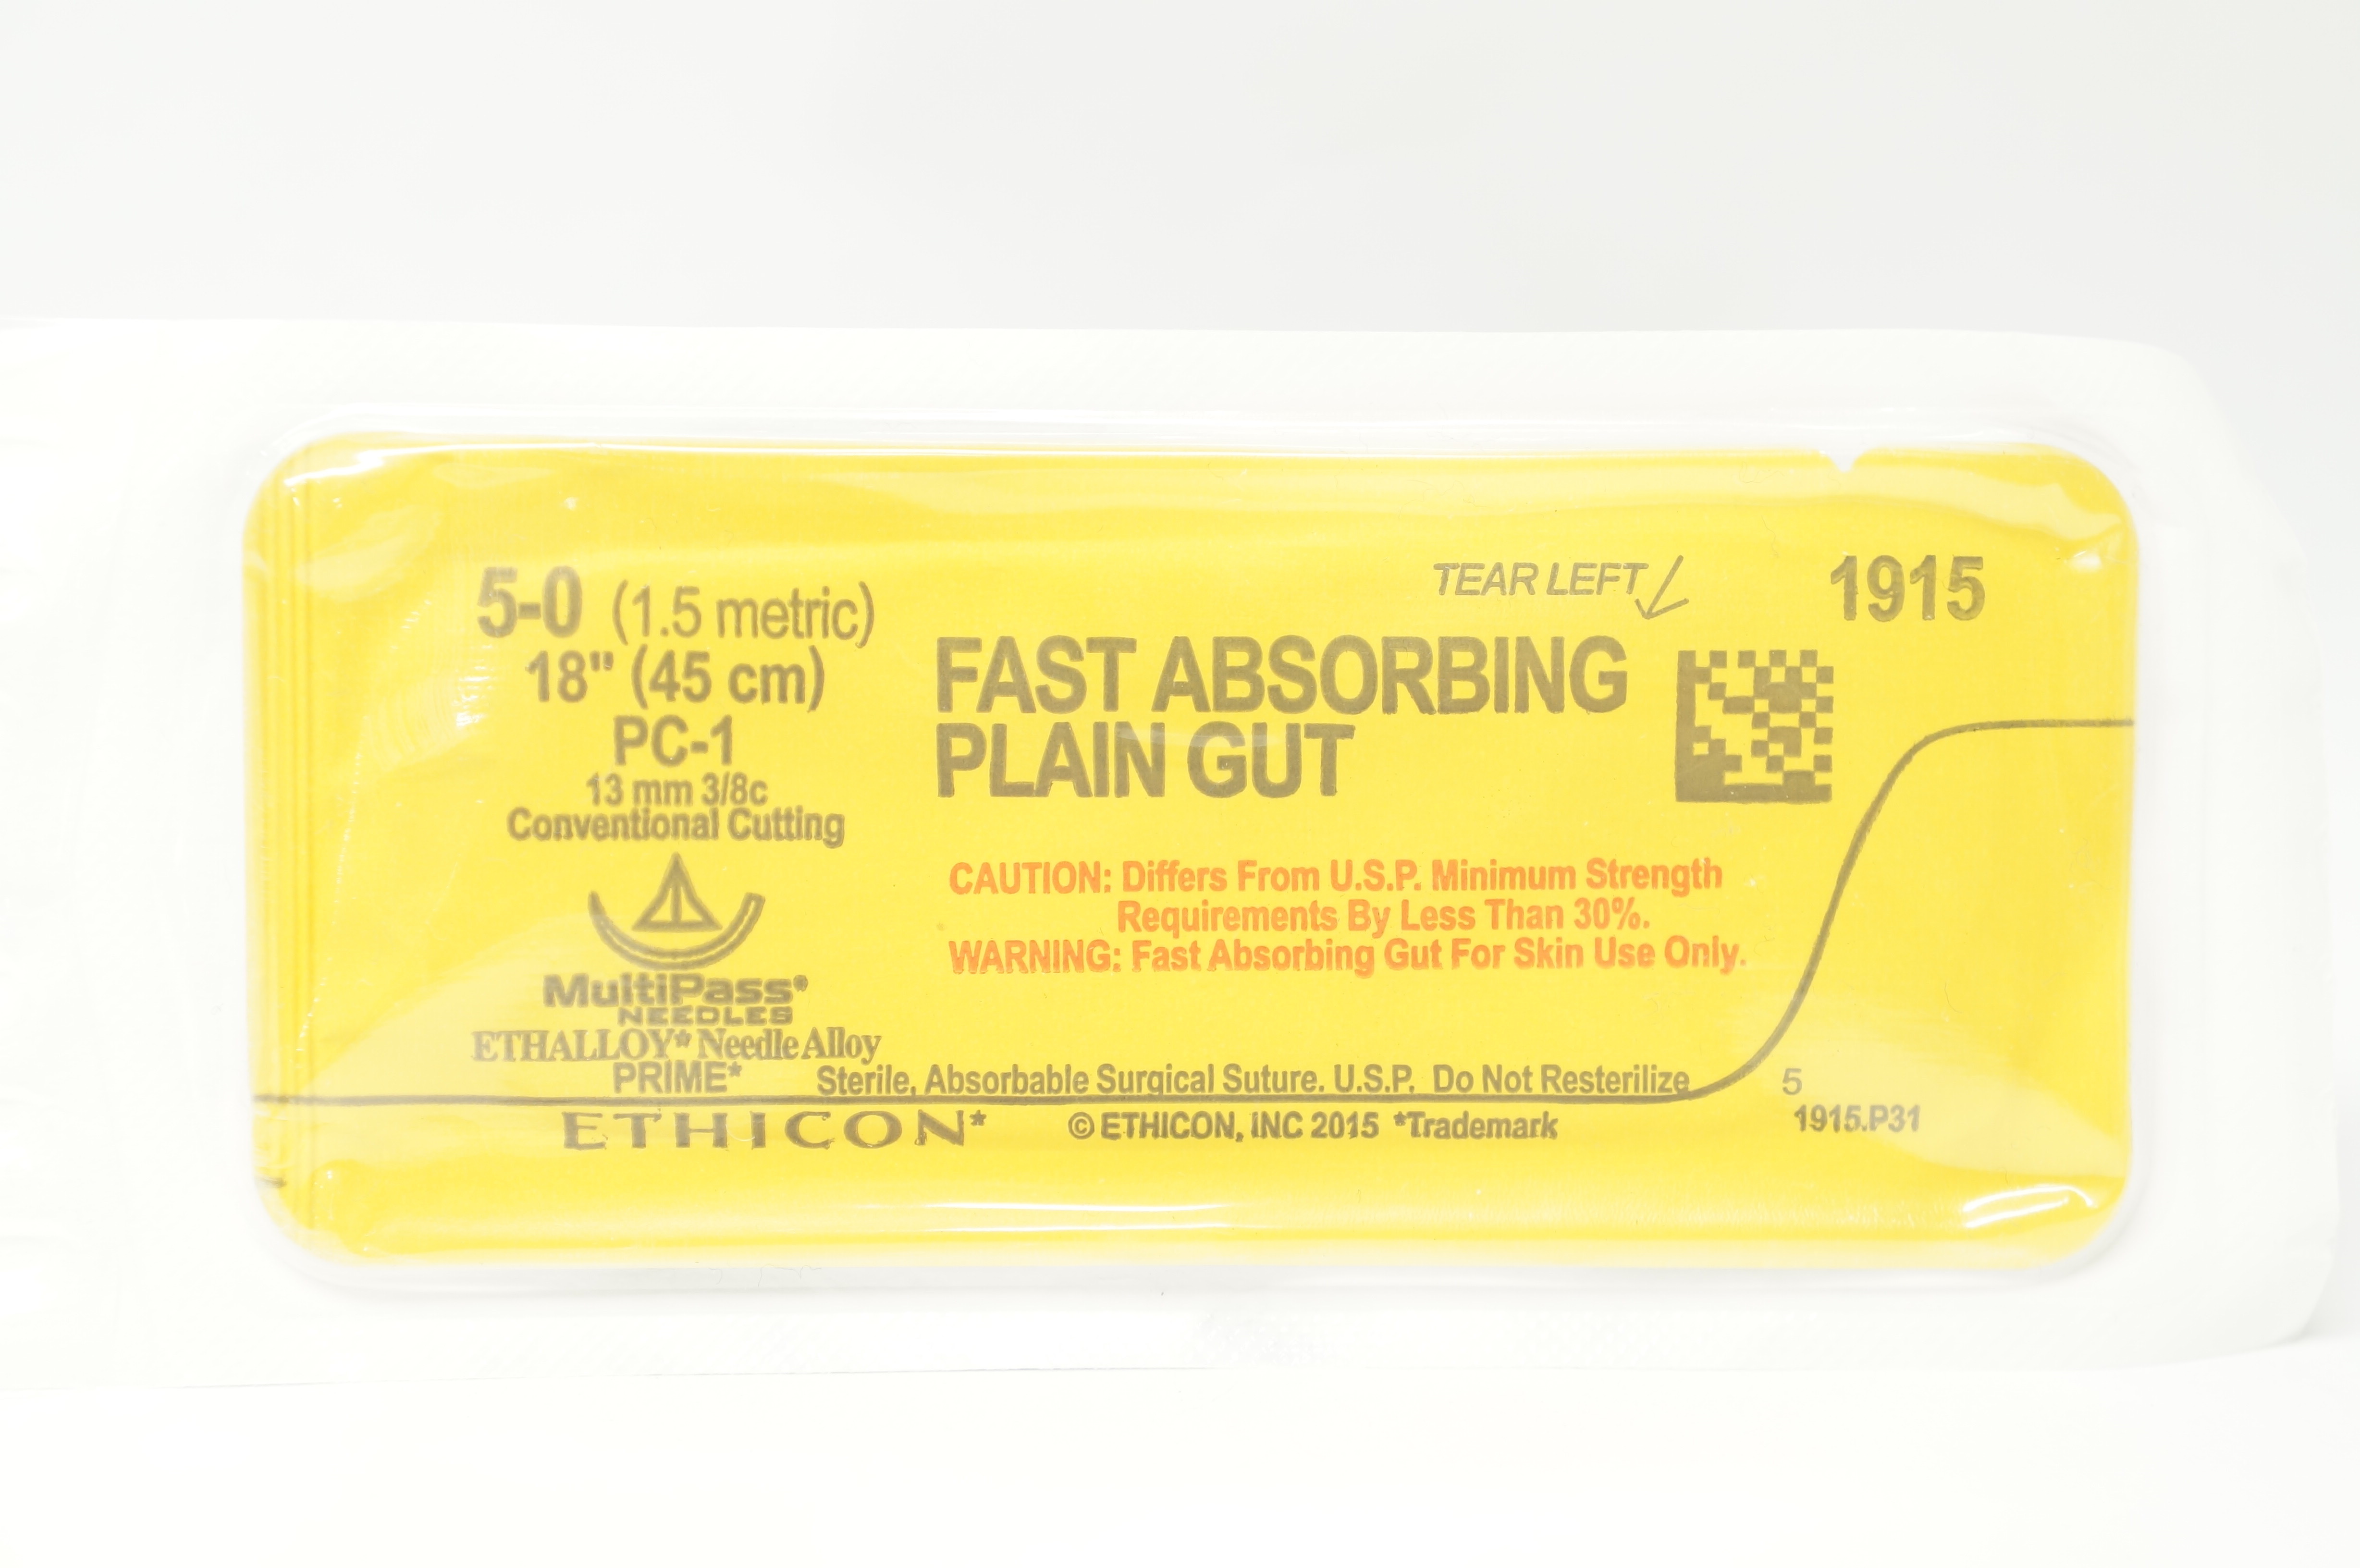 5-0 (1.5 metric)
18" (45 cm)
PC-1
13 mm 3/8c
Conventional Cutting
MultiPass®
NEEDLES
ETHALLOY* Needle Alloy
PRIME*
TEAR LEFT
1915
FAST ABSORBING
PLAIN GUT
CAUTION: Differs From U.S.P. Minimum Strength
Requirements By Less Than 30%.
WARNING: Fast Absorbing Gut For Skin Use Only.
Sterile, Absorbable Surgical Suture. U.S.P. Do Not Resterilize
ETHICON*
© ETHICON, INC 2015 *Trademark
5
1915.P31